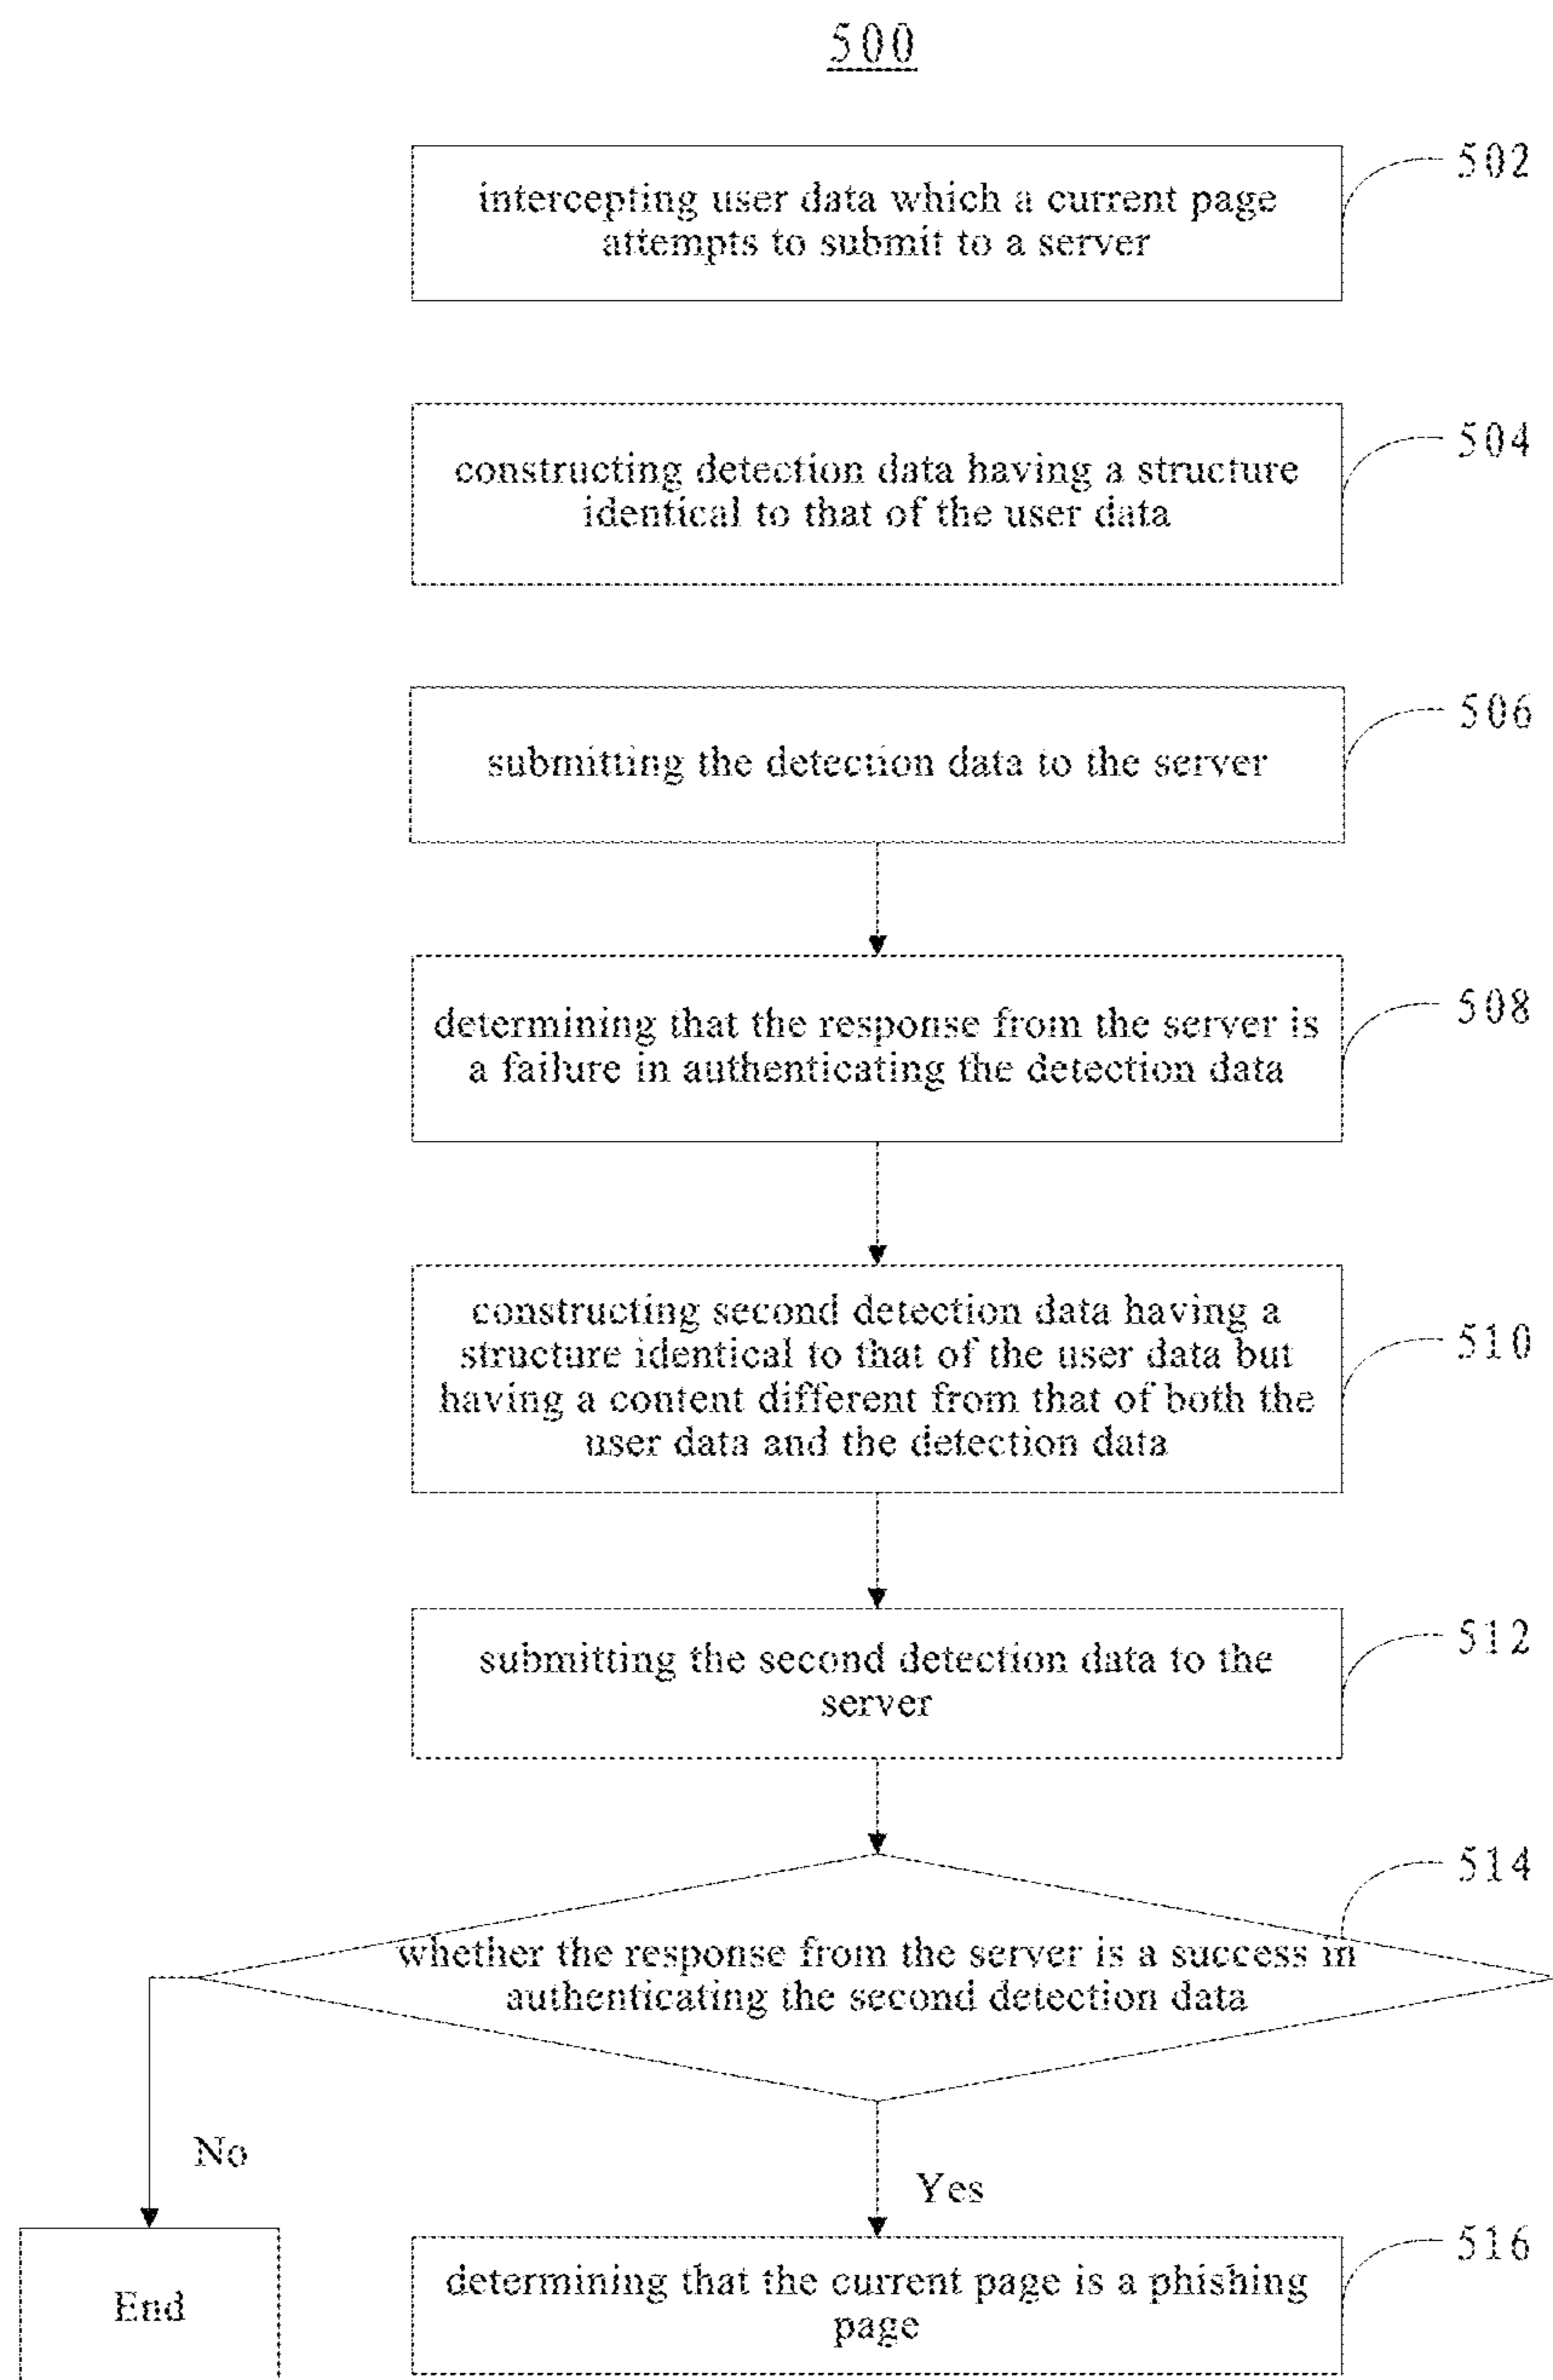 500
intercepting user data which a current page
attempts to submit to a server
502
constructing detection data having a structure
identical to that of the user data
504
submitting the detection data to the server
506
determining that the response from the server is
a failure in authenticating the detection data
508
constructing second detection data having a
structure identical to that of the user data but
having a content different from that of both the
user data and the detection data
510
submitting the second detection data to the
server
512
whether the response from the server is a success in
authenticating the second detection data
514
No
Yes
End
determining that the current page is a phishing
page
516